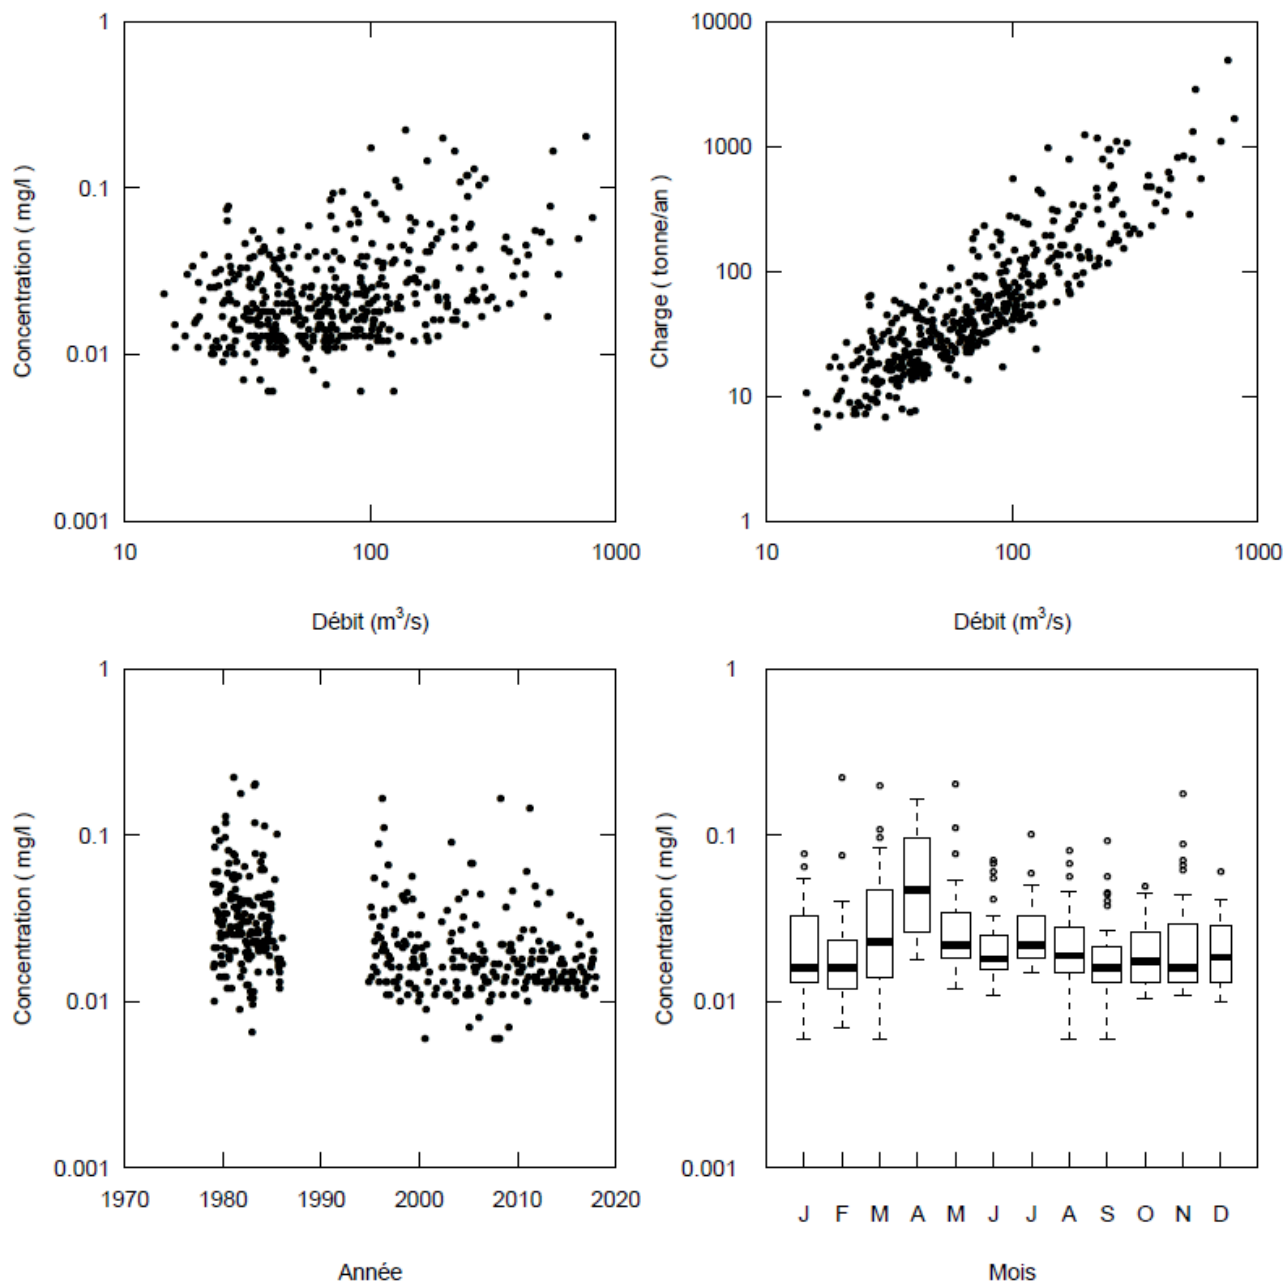 1
0.1
0.01
0.001
Concentration ( mg/l )
10 100 1000
Débit (m³/s)
10000
1000
100
10
1
Charge ( tonne/an )
10 100 1000
Débit (m³/s)
1
0.1
0.01
0.001
Concentration ( mg/l )
1970 1980 1990 2000 2010 2020
Année
1
0.1
0.01
0.001
Concentration ( mg/l )
J F M A M J J A S O N D
Mois